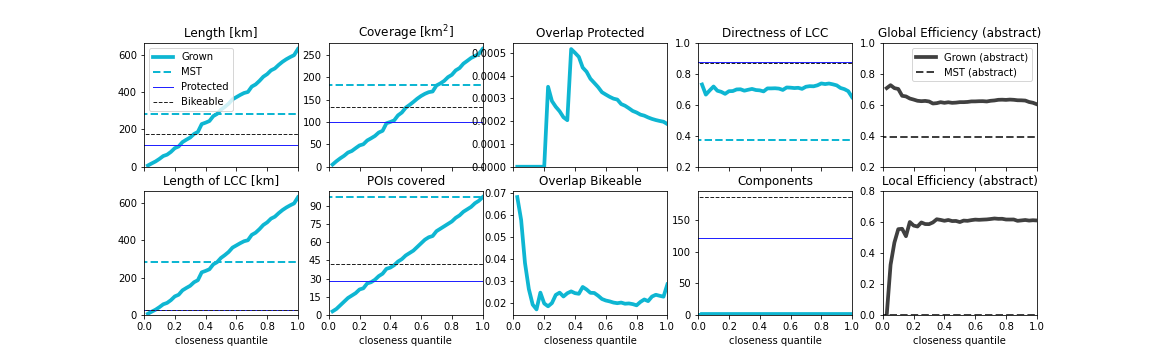 Length [km]
600
400
200
0
Grown
MST
Protected
Bikeable
Coverage [km²]
250
200
150
100
50
0
Overlap Protected
0.0005
0.0004
0.0003
0.0002
0.0001
0.0000
Directness of LCC
1.0
0.8
0.6
0.4
0.2
Global Efficiency (abstract)
1.0
0.8
0.6
0.4
0.2
Grown (abstract)
MST (abstract)
Length of LCC [km]
600
400
200
0
0.0 0.2 0.4 0.6 0.8 1.0
closeness quantile
POIs covered
90
75
60
45
30
15
0
0.0 0.2 0.4 0.6 0.8 1.0
closeness quantile
Overlap Bikeable
0.07
0.06
0.05
0.04
0.03
0.02
0.0 0.2 0.4 0.6 0.8 1.0
closeness quantile
Components
150
100
50
0
0.0 0.2 0.4 0.6 0.8 1.0
closeness quantile
Local Efficiency (abstract)
0.8
0.6
0.4
0.2
0.0
0.0 0.2 0.4 0.6 0.8 1.0
closeness quantile